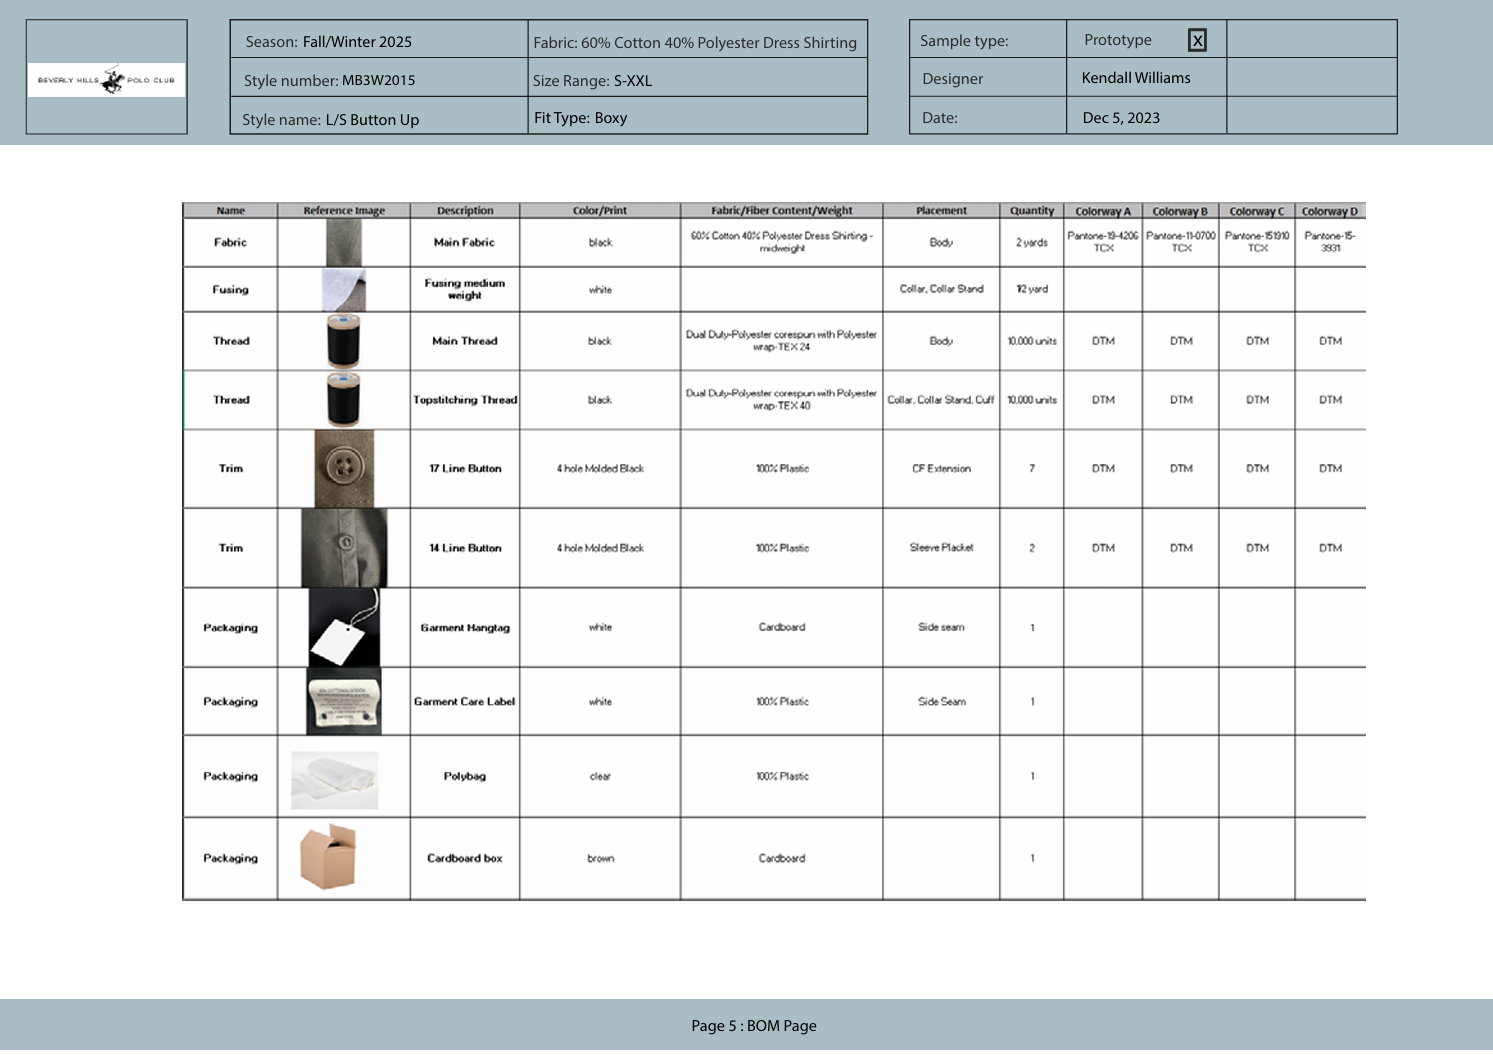 BEVERLY HILLS POLO CLUB
Season: Fall/Winter 2025
Style number: MB3W2015
Style name: L/S Button Up
Fabric: 60% Cotton 40% Polyester Dress Shirting
Size Range: S-XXL
Fit Type: Boxy
Sample type: Prototype X
Designer Kendall Williams
Date: Dec 5, 2023
Name Reference Image Description Color/Print Fabric/Fiber Content/Weight Placement Quantity Colorway A Colorway B Colorway C Colorway D
Fabric Main Fabric black 60% Cotton 40% Polyester Dress Shirting - midweight Body 2 yards Pantone-19-4206 TCX Pantone-11-0700 TCX Pantone-151910 TCX Pantone-15-3931
Fusing Fusing medium weight white Collar, Collar Stand 1/2 yard
Thread Main Thread black Dual Duty-Polyester corespun with Polyester wrap-TEX 24 Body 10,000 units DTM DTM DTM DTM
Thread Topstitching Thread black Dual Duty-Polyester corespun with Polyester wrap-TEX 40 Collar, Collar Stand, Cuff 10,000 units DTM DTM DTM DTM
Trim 17 Line Button 4 hole Molded Black 100% Plastic CF Extension 7 DTM DTM DTM DTM
Trim 14 Line Button 4 hole Molded Black 100% Plastic Sleeve Placket 2 DTM DTM DTM DTM
Packaging Garment Hangtag white Cardboard Side seam 1
Packaging Garment Care Label white 100% Plastic Side Seam 1
Packaging Polybag clear 100% Plastic 1
Packaging Cardboard box brown Cardboard 1
Page 5 : BOM Page